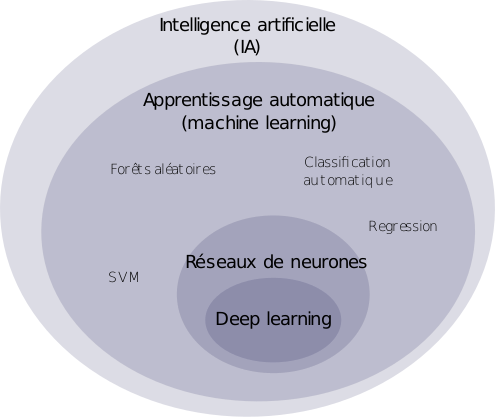 Intelligence artificielle
(IA)
Apprentissage automatique
(machine learning)
Forêts aléatoires
Classification
automatique
Regression
Réseaux de neurones
SVM
Deep learning